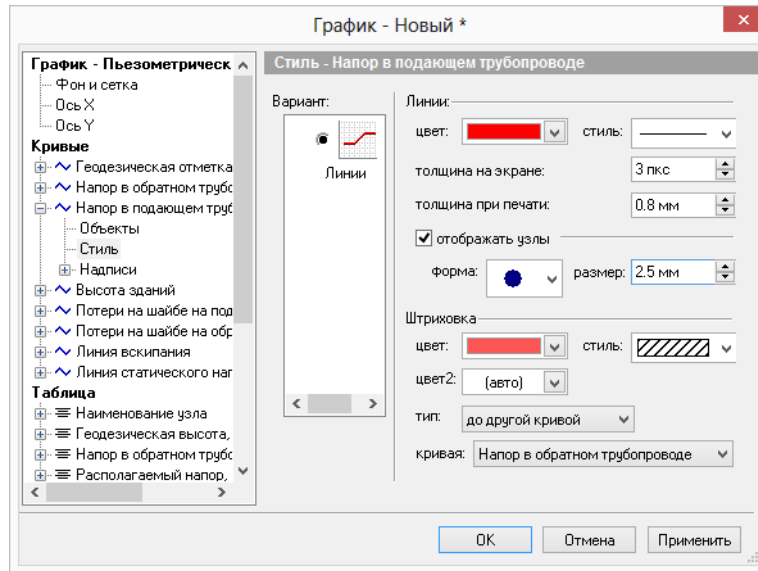 График - Новый *
График - Пьезометрическ
Фон и сетка
Ось X
Ось Y
Кривые
Геодезическая отметка
Напор в обратном трубо
Напор в подающем труб
Объекты
Стиль
Надписи
Высота зданий
Потери на шайбе на под
Потери на шайбе на обр
Линия вскипания
Линия статического нап
Таблица
Наименование узла
Геодезическая высота,
Напор в обратном трубо
Располагаемый напор,
Стиль - Напор в подающем трубопроводе
Вариант:
Линии
Линии:
цвет: стиль:
толщина на экране: 3 пкс
толщина при печати: 0.8 мм
отображать узлы
форма: размер: 2.5 мм
Штриховка
цвет: стиль:
цвет2: (авто)
тип: до другой кривой
кривая: Напор в обратном трубопроводе
OK Отмена Применить